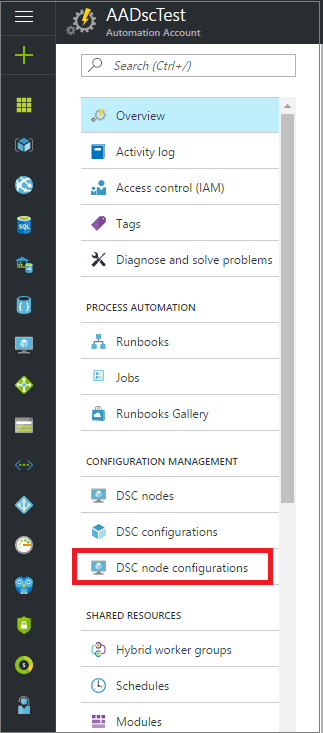 AADscTest
Automation Account
Search (Ctrl+/)
Overview
Activity log
Access control (IAM)
Tags
Diagnose and solve problems
PROCESS AUTOMATION
Runbooks
Jobs
Runbooks Gallery
CONFIGURATION MANAGEMENT
DSC nodes
DSC configurations
DSC node configurations
SHARED RESOURCES
Hybrid worker groups
Schedules
Modules
SQL